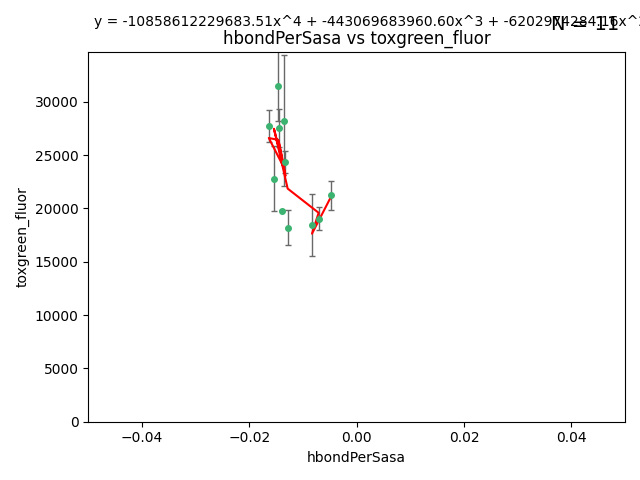 y = -10858612229683.51x^4 + -443069683960.60x^3 +
N = 11
hbondPerSasa vs toxgreen_fluor
toxgreen_fluor
30000
25000
20000
15000
10000
5000
0
−0.04 −0.02 0.00 0.02 0.04
hbondPerSasa